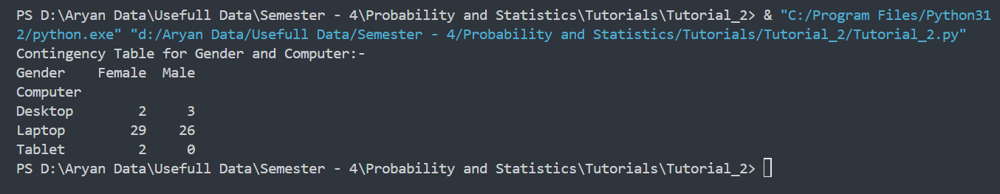 PS D:\Aryan Data\Usefull Data\Semester - 4\Probability and Statistics\Tutorials\Tutorial_2> & "C:/Program Files/Python31
2/python.exe" "d:/Aryan Data/Usefull Data/Semester - 4/Probability and Statistics/Tutorials/Tutorial_2/Tutorial_2.py"
Contingency Table for Gender and Computer:-
Gender    Female  Male
Computer
Desktop        2     3
Laptop        29    26
Tablet         2     0
PS D:\Aryan Data\Usefull Data\Semester - 4\Probability and Statistics\Tutorials\Tutorial_2>